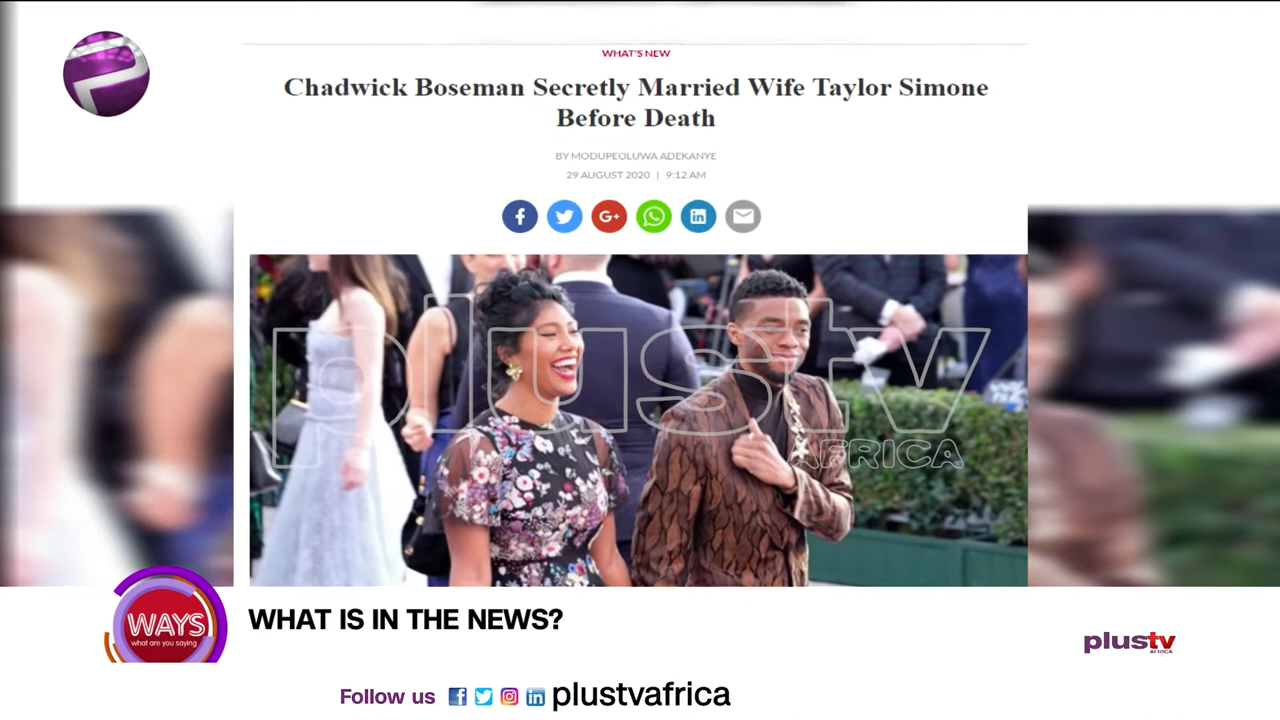 WHAT'S NEW
Chadwick Boseman Secretly Married Wife Taylor Simone
Before Death
BY MODUPEOLUWA ADEKANYE
29 AUGUST 2020 | 9:12 AM
G+
in
plustv
AFRICA
WAYS
what are you saying
WHAT IS IN THE NEWS?
plustv
AFRICA
Follow us
plustvafrica